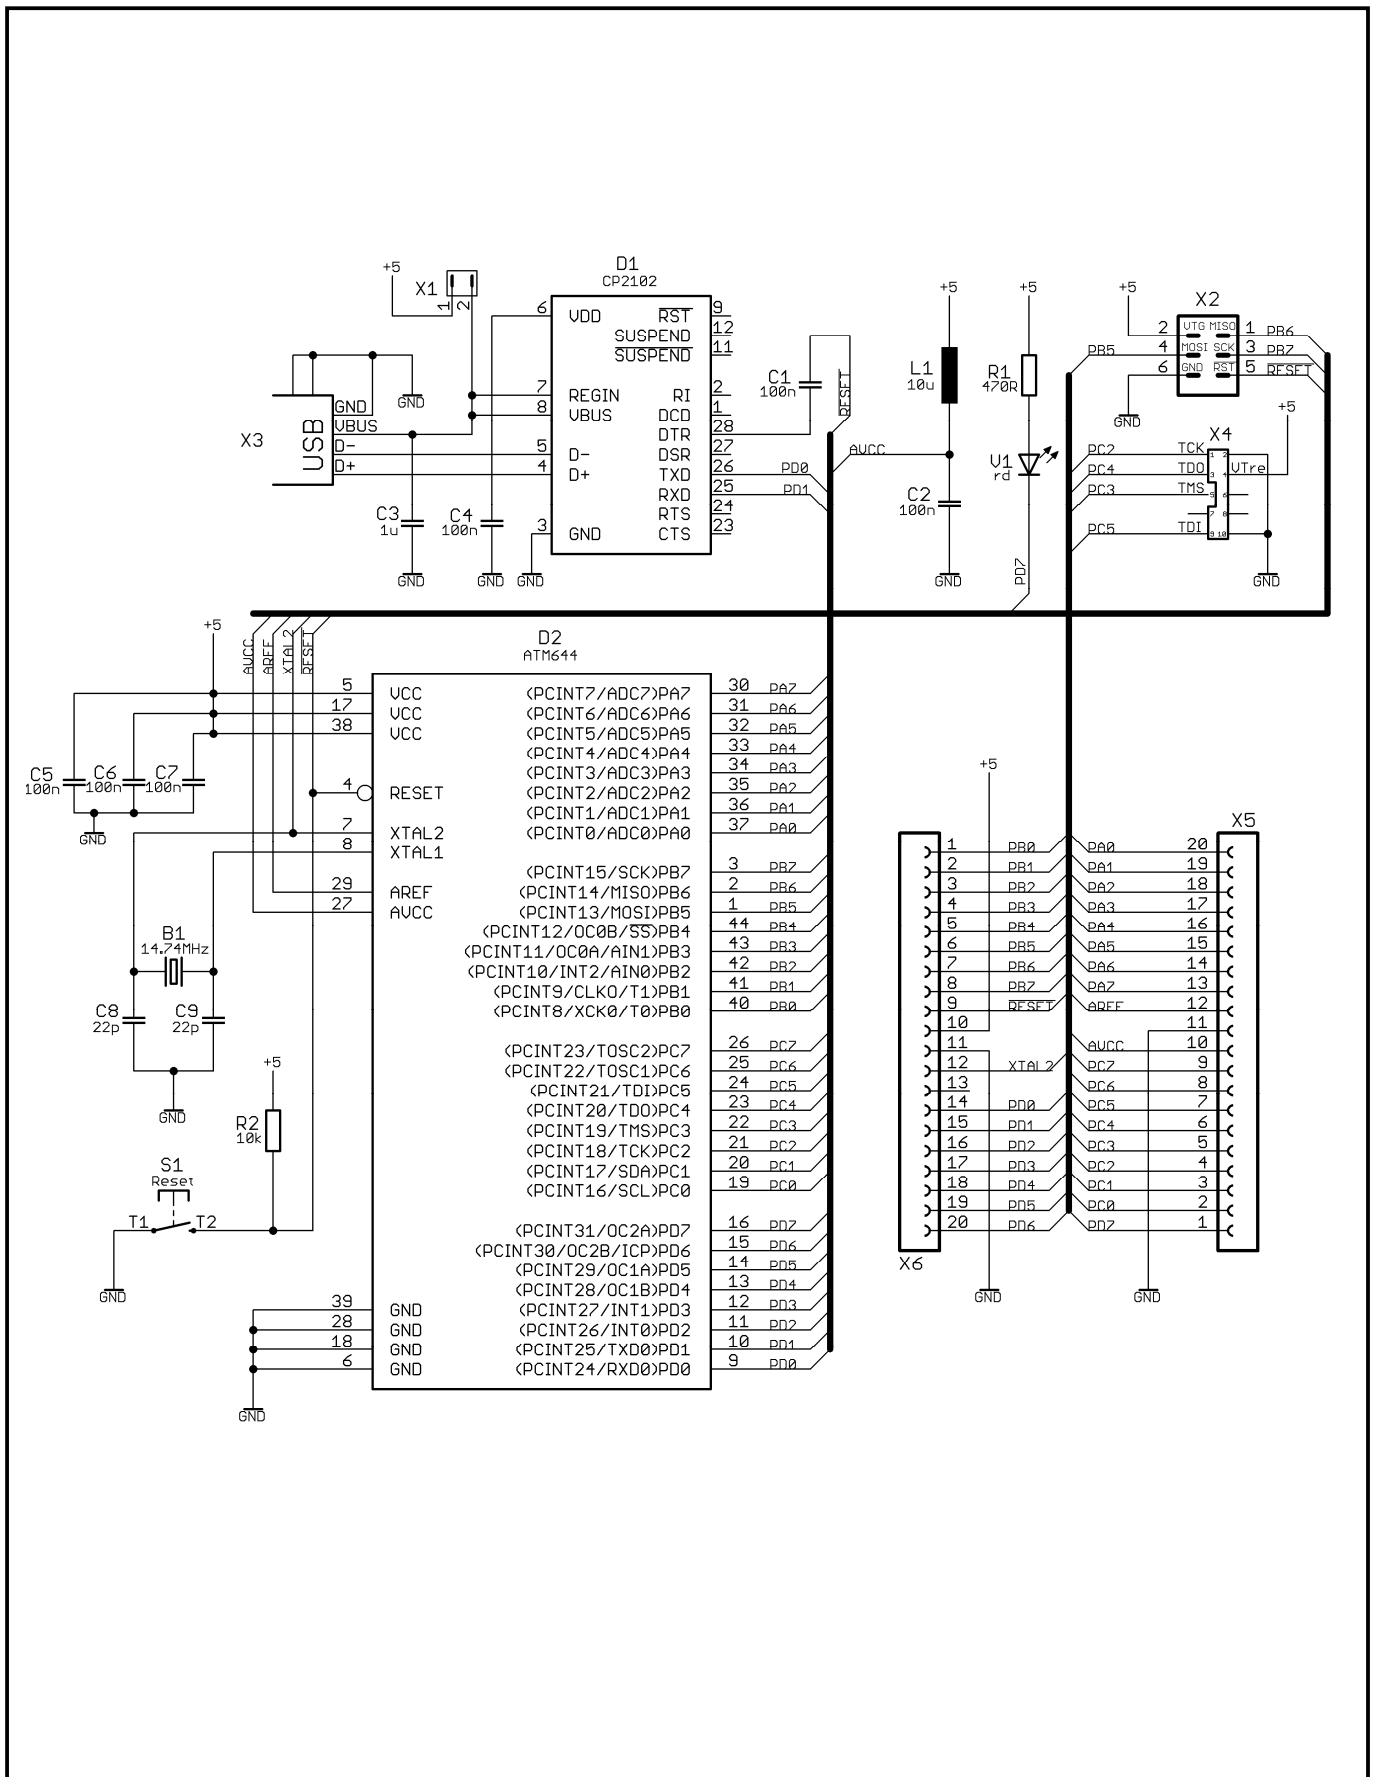 D1
CP2102
+5
X1
1
2
6 VDD
RST 9
SUSPEND 12
SUSPEND 11
7 REGIN
RI 2
8 VBUS
DCD 1
DTR 28
5 D-
DSR 27
4 D+
TXD 26 PD0
RXD 25 PD1
RTS 24
3 GND
CTS 23
GND
X3
USB
GND
VBUS
D-
D+
C3
1u
GND
C4
100n
GND
GND
C1
100n
RESET
AVCC
+5
L1
10u
C2
100n
GND
+5
R1
470R
V1
rd
PD7
+5
X2
2 VTG MISO 1 PB6
PB5 4 MOSI SCK 3 PB7
6 GND RST 5 RESET
GND
+5
X4
PC2 TCK 1 2
PC4 TDO 3 4 VTre
PC3 TMS 5 6
7 8
PC5 TDI 9 10
GND
+5
AVCC
AREF
XTAL2
RESET
D2
ATM644
5 VCC
17 VCC
38 VCC
4 RESET
7 XTAL2
8 XTAL1
29 AREF
27 AVCC
39 GND
28 GND
18 GND
6 GND
GND
(PCINT7/ADC7)PA7 30 PA7
(PCINT6/ADC6)PA6 31 PA6
(PCINT5/ADC5)PA5 32 PA5
(PCINT4/ADC4)PA4 33 PA4
(PCINT3/ADC3)PA3 34 PA3
(PCINT2/ADC2)PA2 35 PA2
(PCINT1/ADC1)PA1 36 PA1
(PCINT0/ADC0)PA0 37 PA0
(PCINT15/SCK)PB7 3 PB7
(PCINT14/MISO)PB6 2 PB6
(PCINT13/MOSI)PB5 1 PB5
(PCINT12/OC0B/SS)PB4 44 PB4
(PCINT11/OC0A/AIN1)PB3 43 PB3
(PCINT10/INT2/AIN0)PB2 42 PB2
(PCINT9/CLKO/T1)PB1 41 PB1
(PCINT8/XCK0/T0)PB0 40 PB0
(PCINT23/TOSC2)PC7 26 PC7
(PCINT22/TOSC1)PC6 25 PC6
(PCINT21/TDI)PC5 24 PC5
(PCINT20/TDO)PC4 23 PC4
(PCINT19/TMS)PC3 22 PC3
(PCINT18/TCK)PC2 21 PC2
(PCINT17/SDA)PC1 20 PC1
(PCINT16/SCL)PC0 19 PC0
(PCINT31/OC2A)PD7 16 PD7
(PCINT30/OC2B/ICP)PD6 15 PD6
(PCINT29/OC1A)PD5 14 PD5
(PCINT28/OC1B)PD4 13 PD4
(PCINT27/INT1)PD3 12 PD3
(PCINT26/INT0)PD2 11 PD2
(PCINT25/TXD0)PD1 10 PD1
(PCINT24/RXD0)PD0 9 PD0
C5
100n
C6
100n
C7
100n
GND
B1
14.74MHz
C8
22p
C9
22p
GND
+5
R2
10k
S1
Reset
T1 T2
GND
+5
X5
1 PB0 PA0 20
2 PB1 PA1 19
3 PB2 PA2 18
4 PB3 PA3 17
5 PB4 PA4 16
6 PB5 PA5 15
7 PB6 PA6 14
8 PB7 PA7 13
9 RESET AREF 12
10 11
11 AVCC 10
12 XTAL2 PC7 9
13 PC6 8
14 PD0 PC5 7
15 PD1 PC4 6
16 PD2 PC3 5
17 PD3 PC2 4
18 PD4 PC1 3
19 PD5 PC0 2
20 PD6 PD7 1
X6
GND
GND